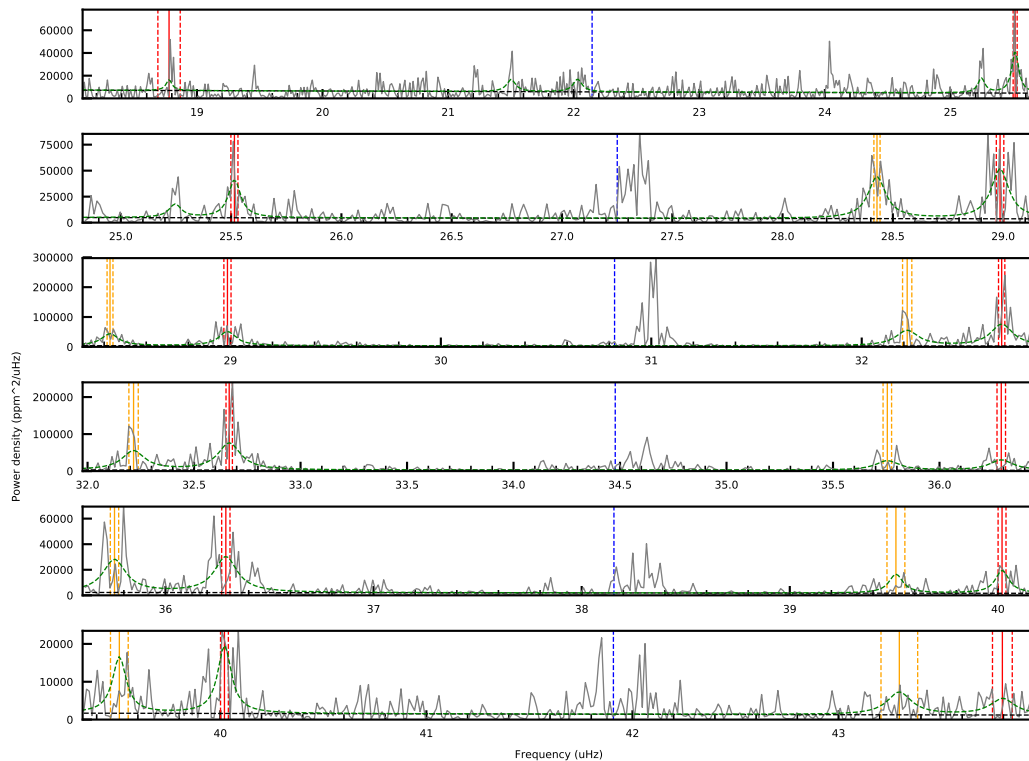 60000
40000
20000
0
19 20 21 22 23 24 25
75000
50000
25000
0
25.0 25.5 26.0 26.5 27.0 27.5 28.0 28.5 29.0
300000
200000
100000
0
29 30 31 32
200000
100000
0
32.0 32.5 33.0 33.5 34.0 34.5 35.0 35.5 36.0
Power density (ppm^2/uHz)
60000
40000
20000
0
36 37 38 39 40
20000
10000
0
40 41 42 43
Frequency (uHz)